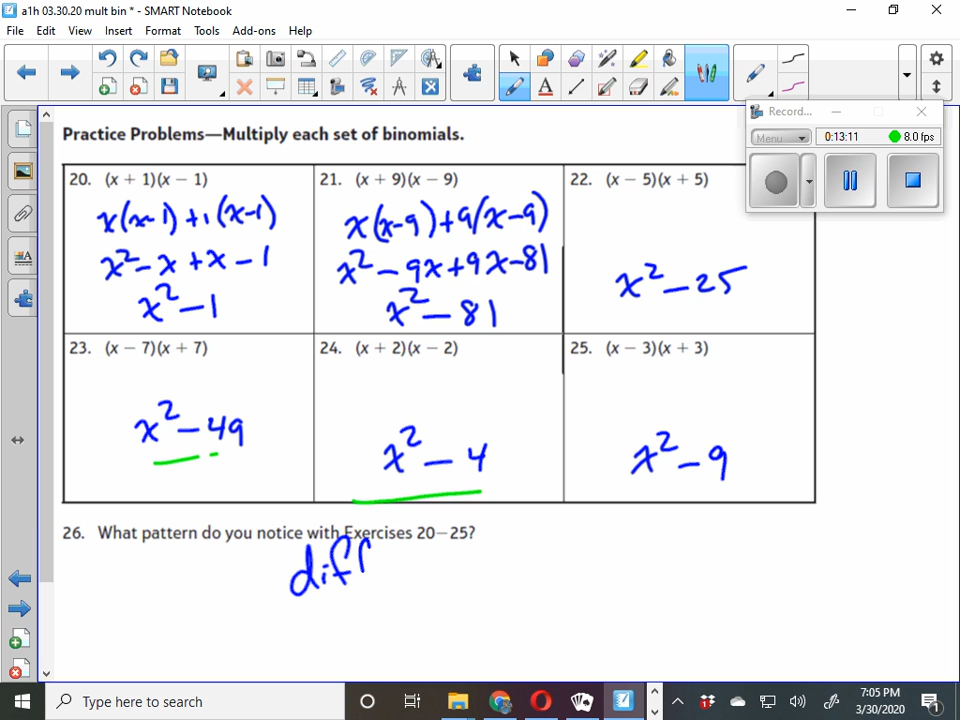 a1h 03.30.20 mult bin * - SMART Notebook
File Edit View Insert Format Tools Add-ons Help
Record...
Menu 0:13:11 8.0 fps
Practice Problems—Multiply each set of binomials.
20. (x + 1)(x − 1)
x(x-1)+1(x-1)
x²-x+x-1
x²-1
21. (x + 9)(x − 9)
x(x-9)+9(x-9)
x²-9x+9x-81
x²-81
22. (x − 5)(x + 5)
x²-25
23. (x − 7)(x + 7)
x²-49
24. (x + 2)(x − 2)
x²-4
25. (x − 3)(x + 3)
x²-9
26. What pattern do you notice with Exercises 20−25?
diff
Type here to search
7:05 PM
3/30/2020
1